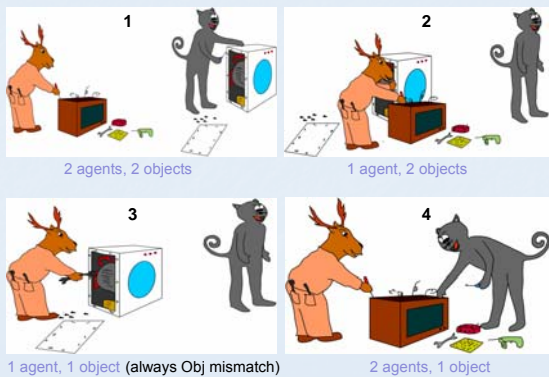 1
2
2 agents, 2 objects
1 agent, 2 objects
3
4
1 agent, 1 object (always Obj mismatch)
2 agents, 1 object